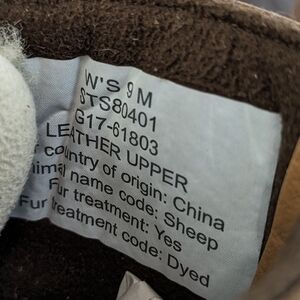 W'S 9 M
STS80401
G17-61803
LEATHER UPPER
country of origin: China
Animal name code: Sheep
Fur treatment: Yes
Fur treatment code: Dyed